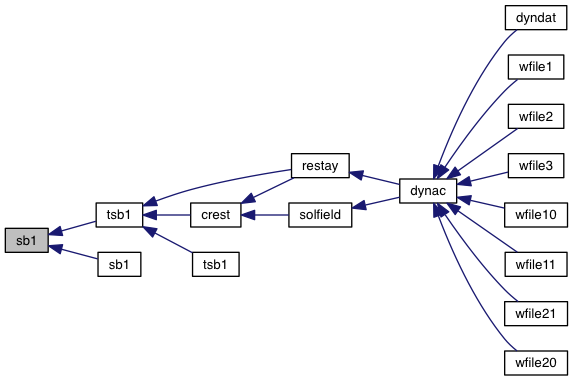 dyndat
wfile1
wfile2
restay
wfile3
dynac
tsb1
crest
solfield
wfile10
sb1
sb1
tsb1
wfile11
wfile21
wfile20